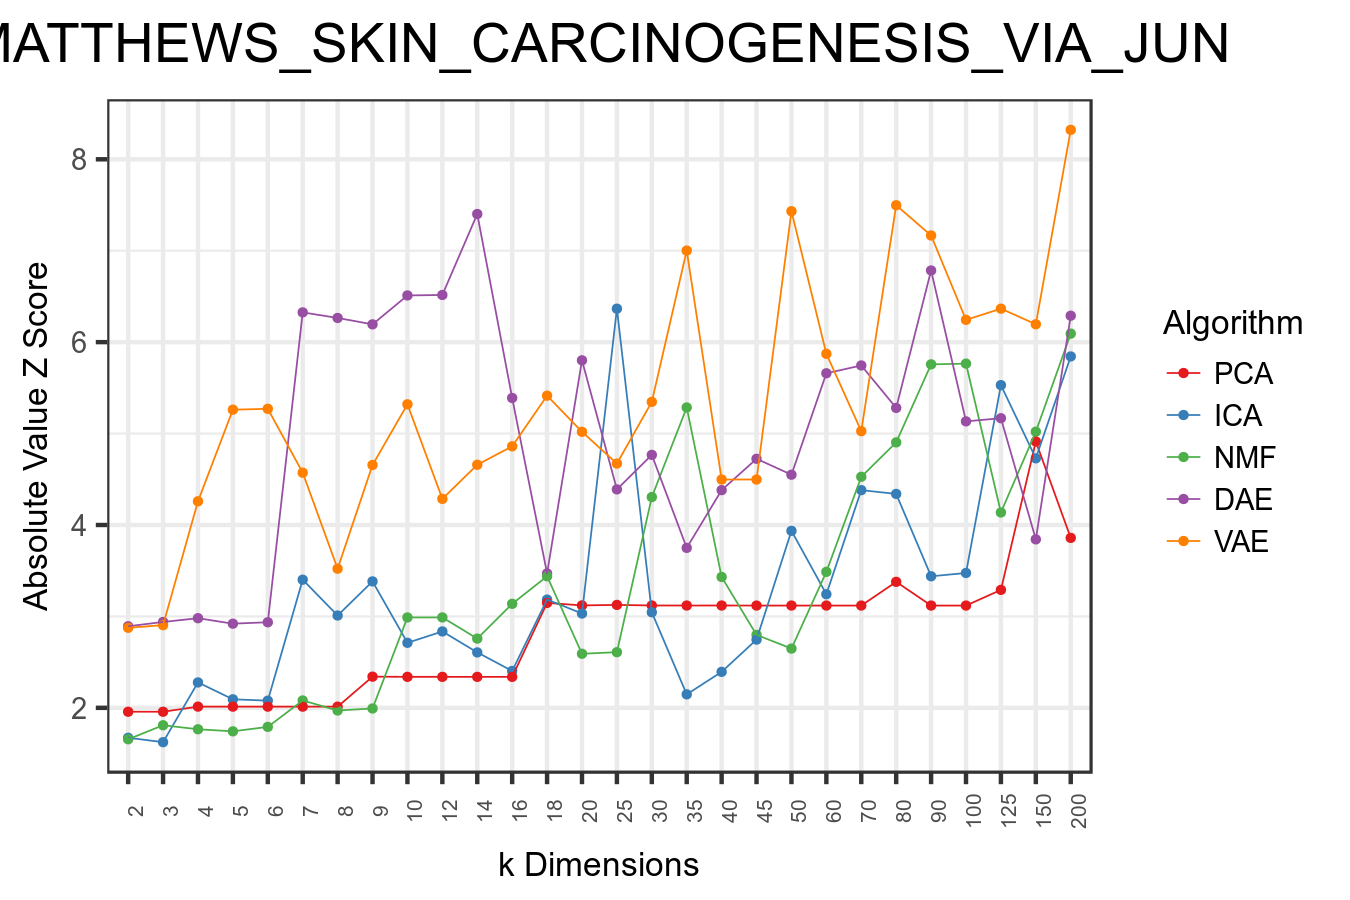 MATTHEWS_SKIN_CARCINOGENESIS_VIA_JUN
Absolute Value Z Score
8
6
4
2
2 3 4 5 6 7 8 9 10 12 14 16 18 20 25 30 35 40 45 50 60 70 80 90 100 125 150 200
k Dimensions
Algorithm
PCA
ICA
NMF
DAE
VAE